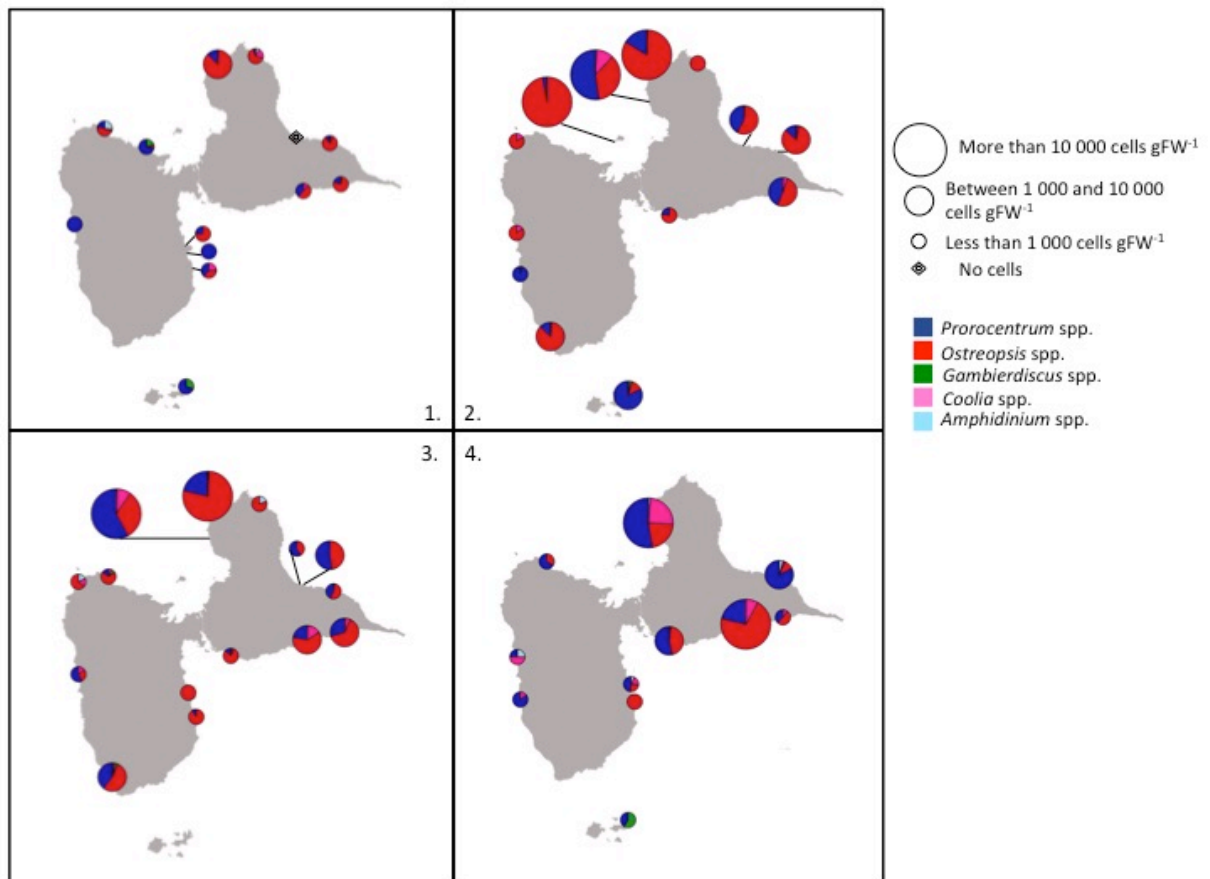 1.
2.
3.
4.
More than 10 000 cells gFW-1
Between 1 000 and 10 000
cells gFW-1
Less than 1 000 cells gFW-1
No cells
Prorocentrum spp.
Ostreopsis spp.
Gambierdiscus spp.
Coolia spp.
Amphidinium spp.